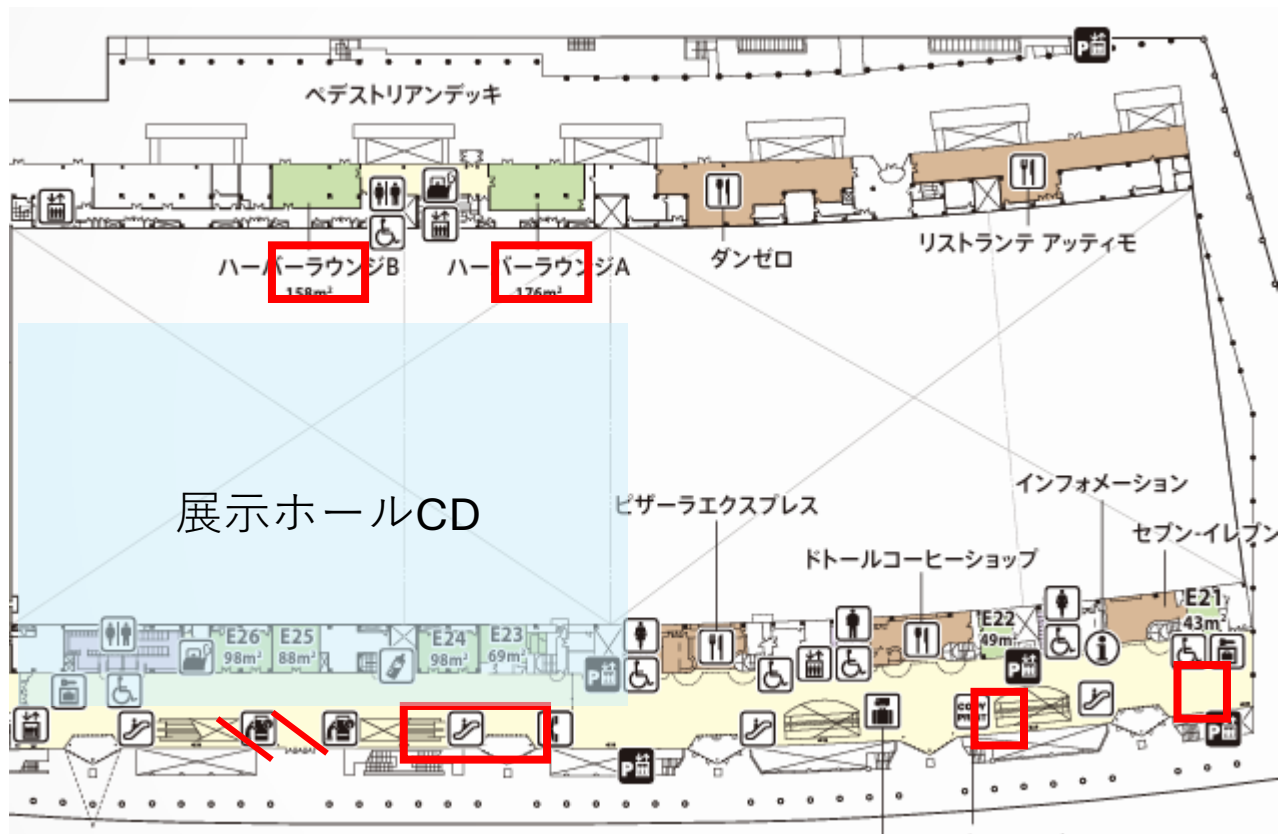 ペデストリアンデッキ
P
ハーバーラウンジB
158m²
ハーバーラウンジA
176m²
ダンゼロ
リストランテ アッティモ
展示ホールCD
ピザーラエクスプレス
インフォメーション
セブン-イレブン
ドトールコーヒーショップ
E26
98m²
E25
88m²
E24
98m²
E23
69m²
E22
49m²
E21
43m²
P
P
i
COPY
PRINT
P
P